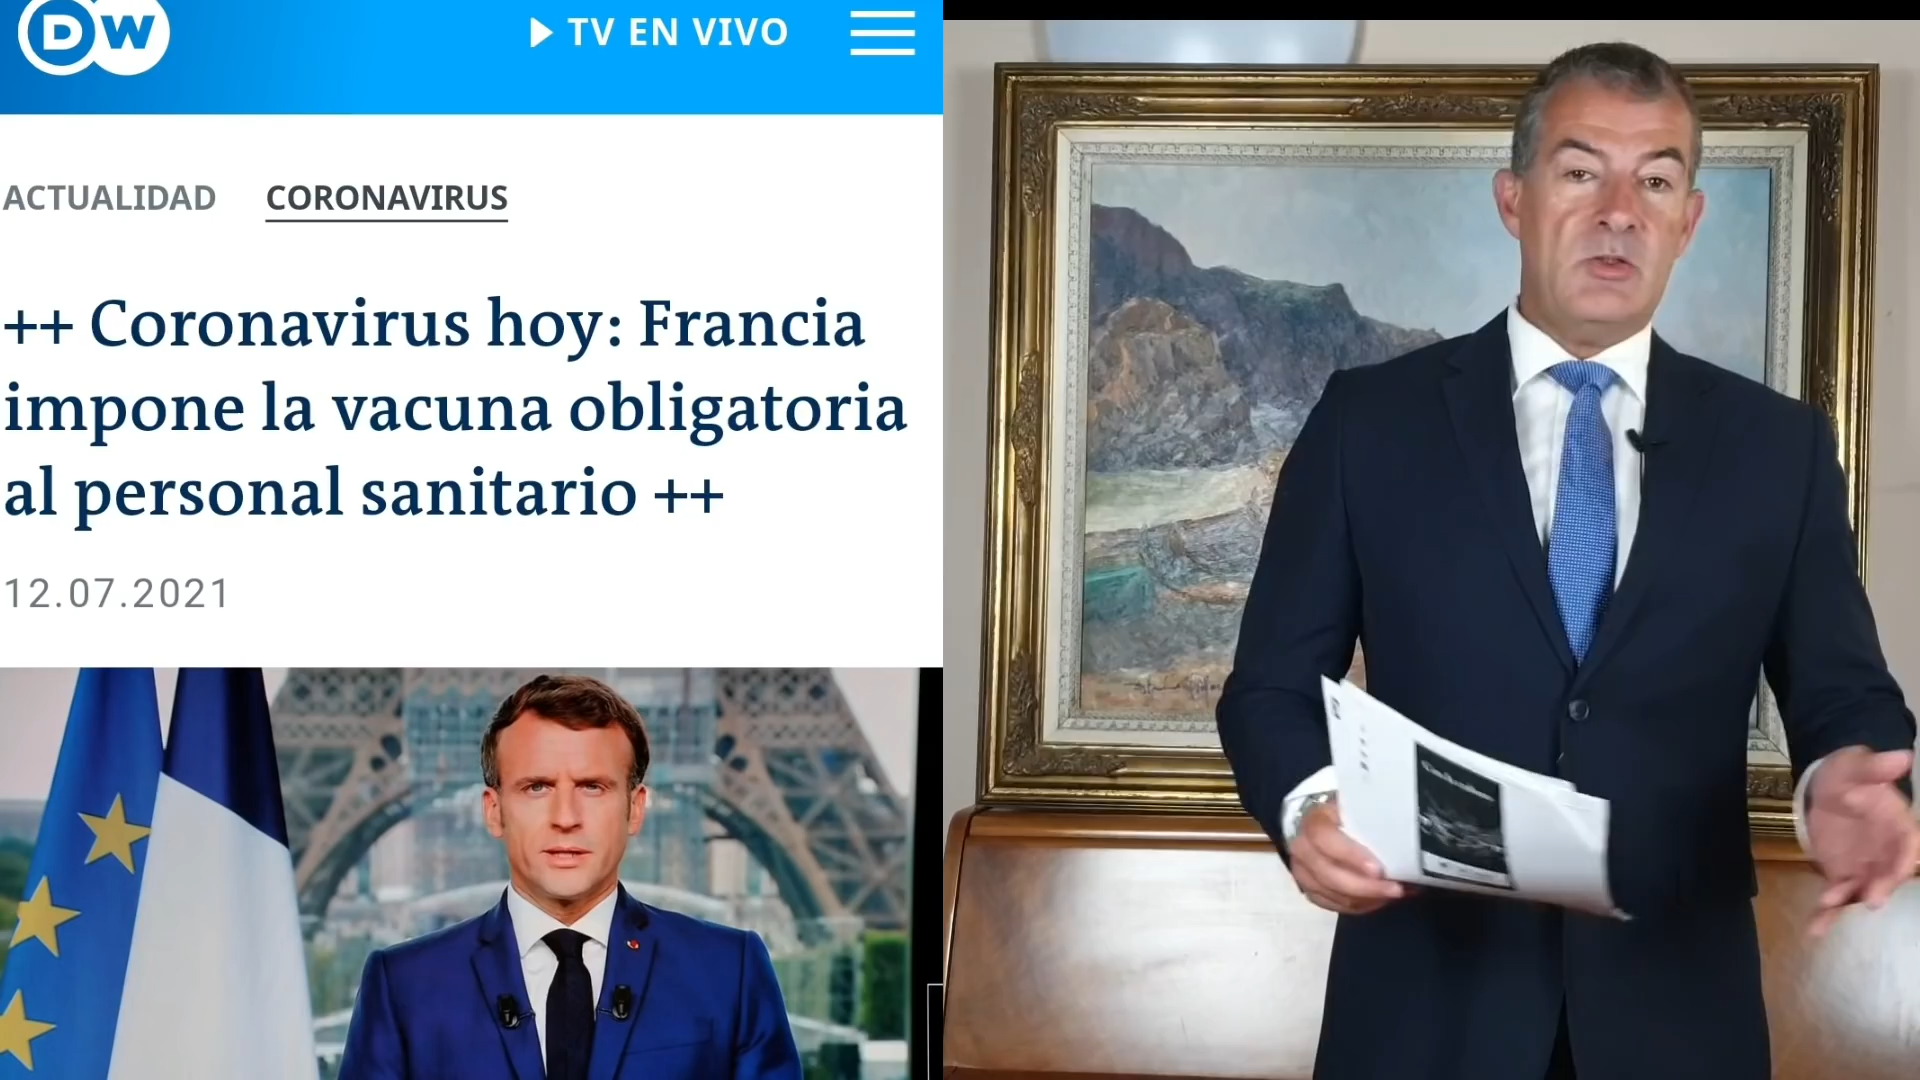 DW
TV EN VIVO
ACTUALIDAD CORONAVIRUS
++ Coronavirus hoy: Francia
impone la vacuna obligatoria
al personal sanitario ++
12.07.2021